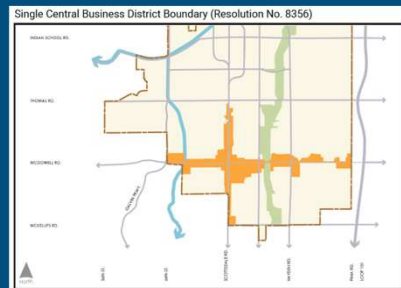 Single Central Business District Boundary (Resolution No. 8356)
INDIAN SCHOOL RD.
THOMAS RD.
MCDOWELL RD.
MCKELLIPS RD.
SCOTTSDALE RD.
HAYDEN RD.
PIMA RD.
LOOP 101
NORTH